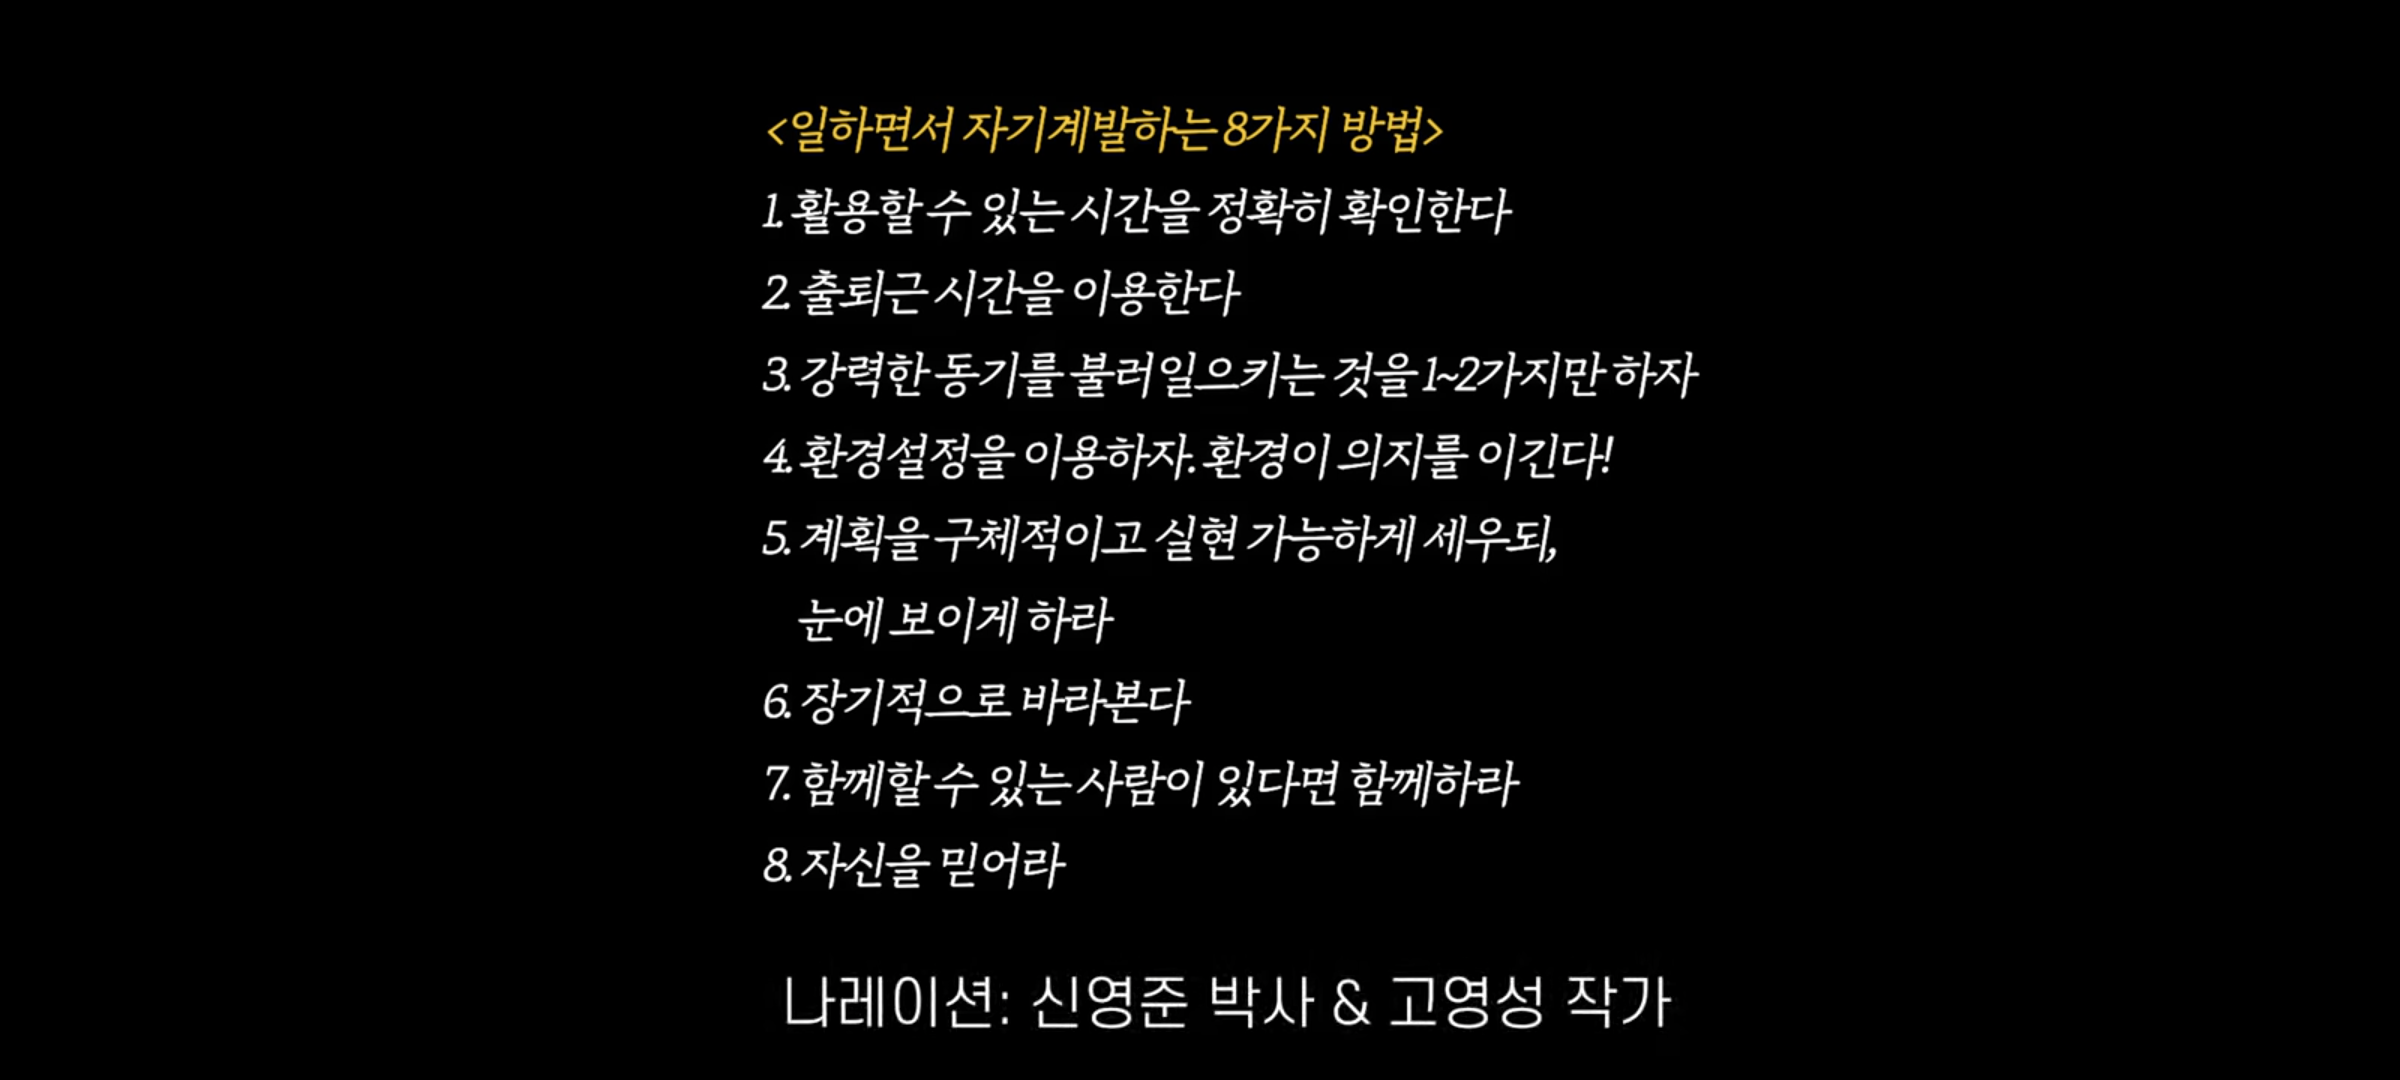 <일하면서 자기계발하는 8가지 방법>
1. 활용할 수 있는 시간을 정확히 확인한다
2. 출퇴근 시간을 이용한다
3. 강력한 동기를 불러일으키는 것을 1~2가지만 하자
4. 환경설정을 이용하자. 환경이 의지를 이긴다!
5. 계획을 구체적이고 실현 가능하게 세우되,
눈에 보이게 하라
6. 장기적으로 바라본다
7. 함께할 수 있는 사람이 있다면 함께하라
8. 자신을 믿어라
나레이션: 신영준 박사 & 고영성 작가